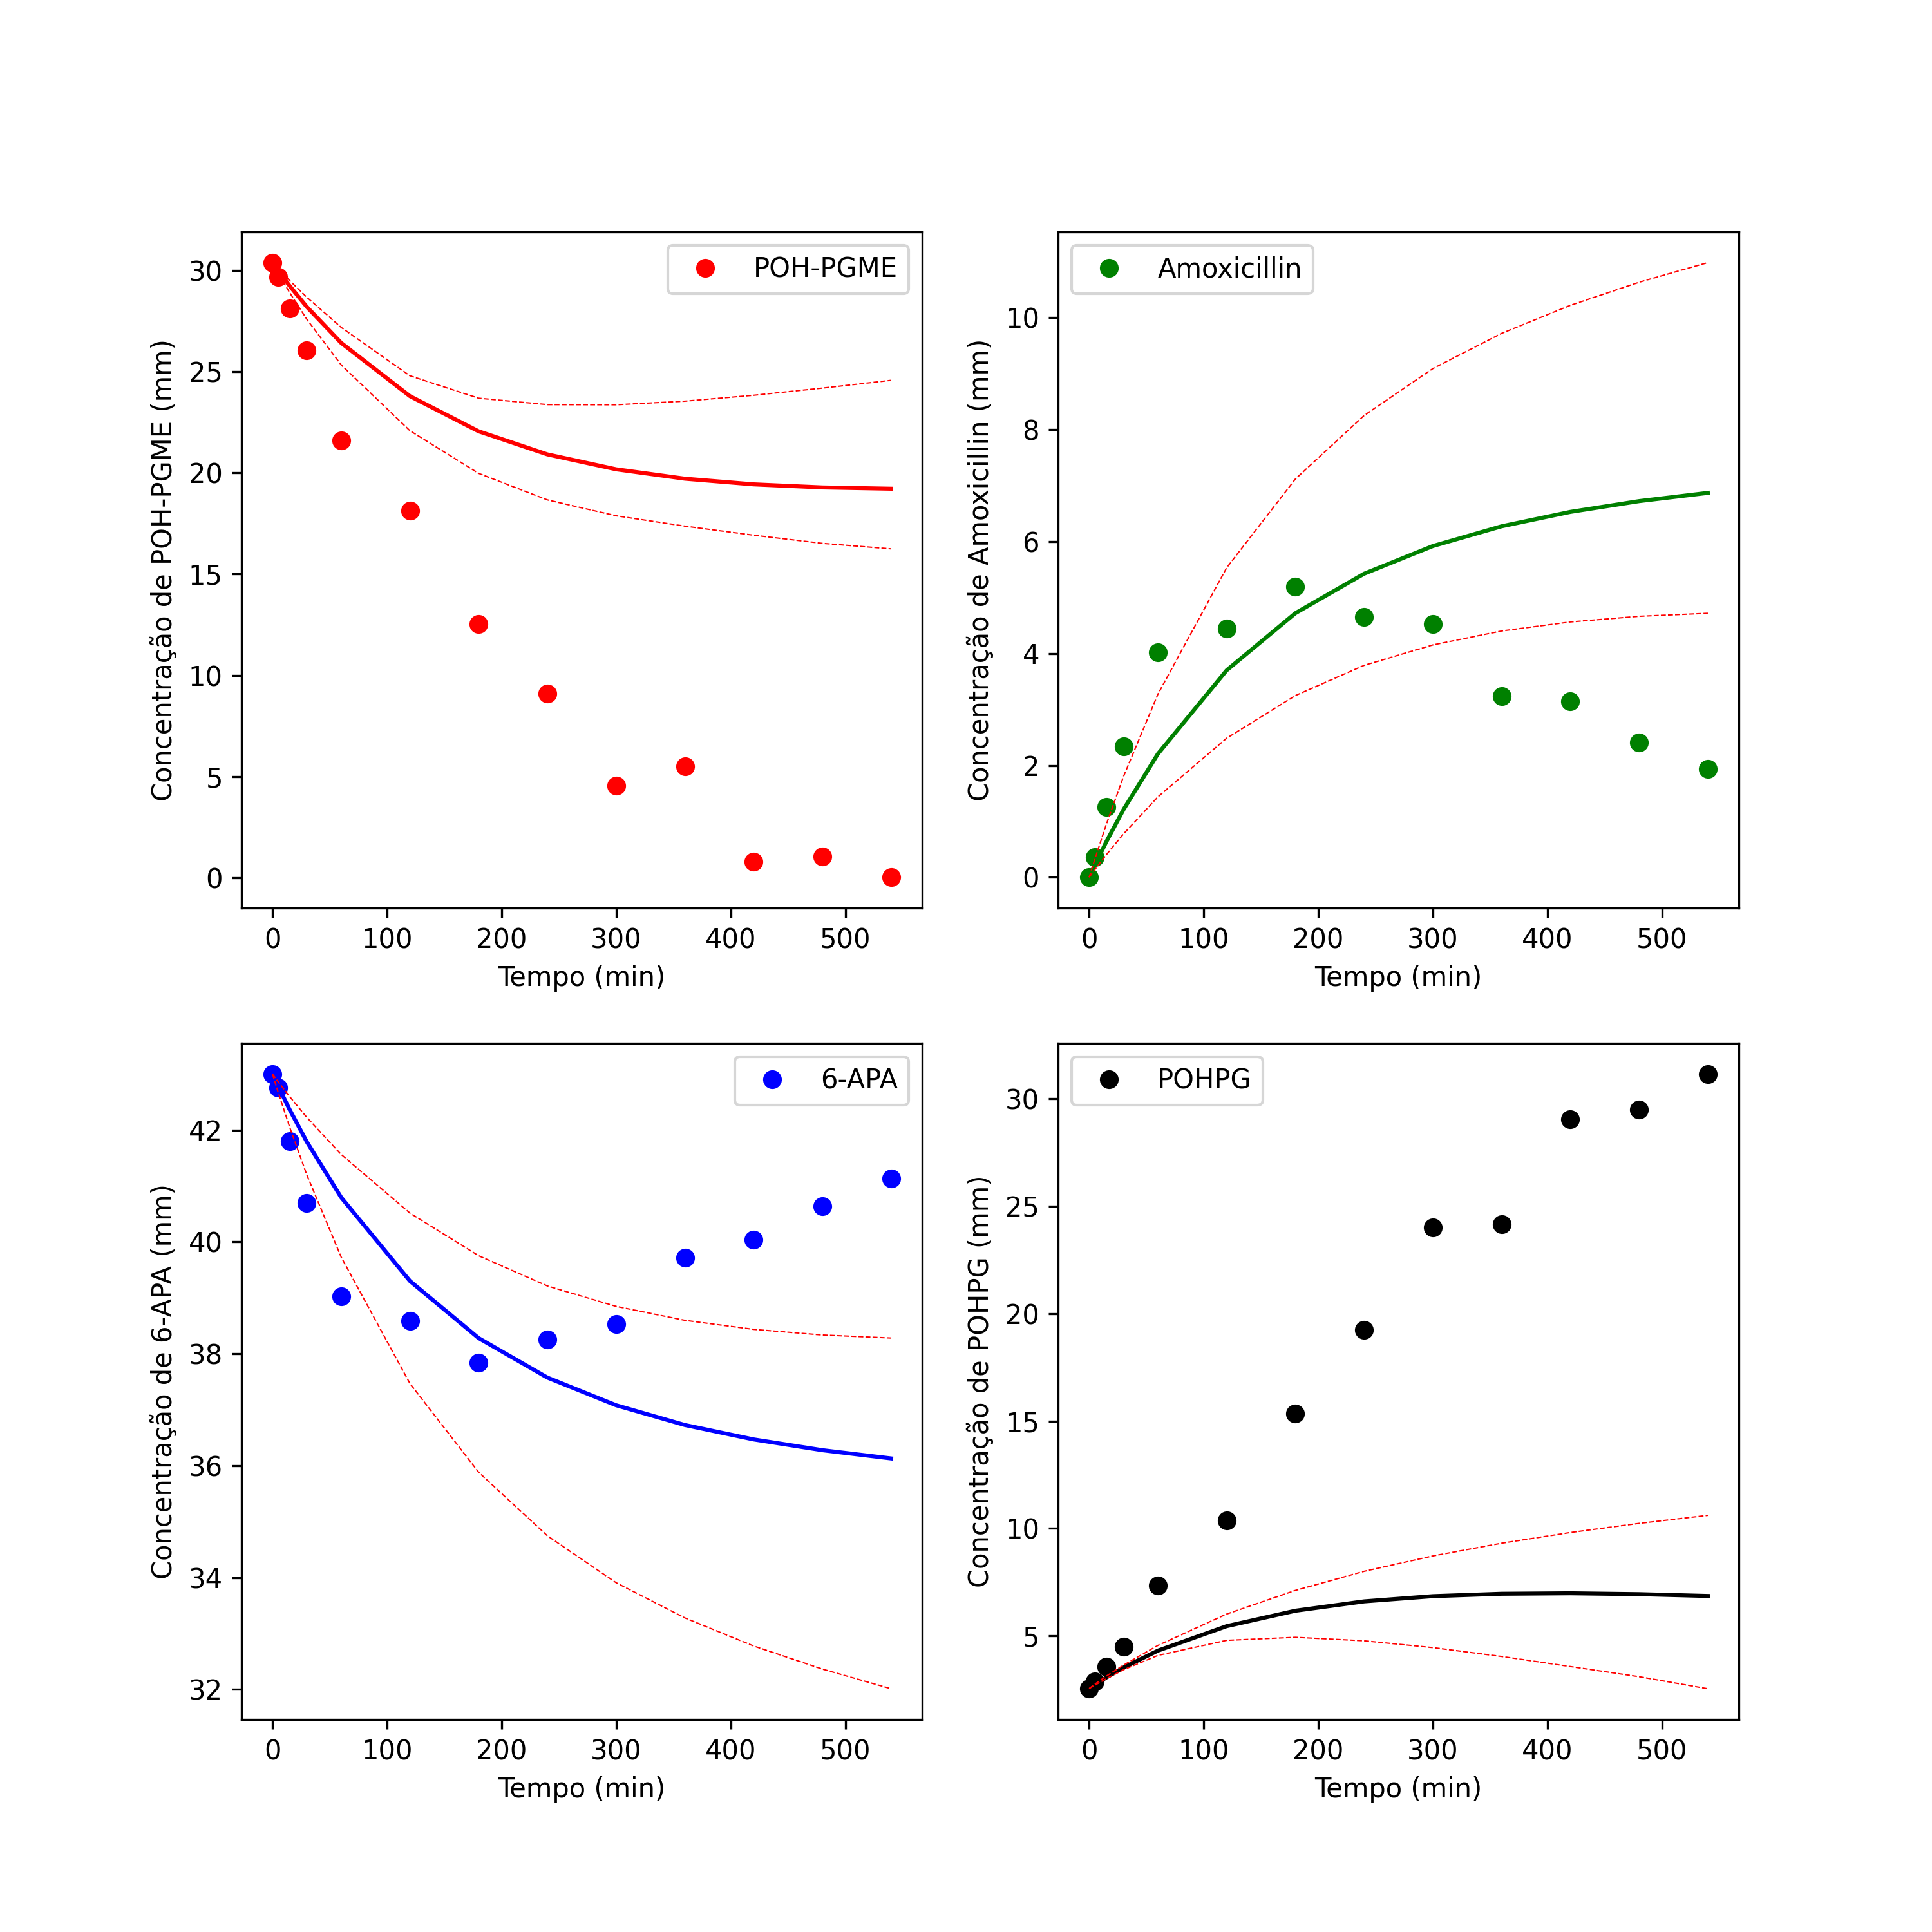 POH-PGME
Concentração de POH-PGME (mm)
30
25
20
15
10
5
0
0 100 200 300 400 500
Tempo (min)
Amoxicillin
Concentração de Amoxicillin (mm)
10
8
6
4
2
0
0 100 200 300 400 500
Tempo (min)
6-APA
Concentração de 6-APA (mm)
42
40
38
36
34
32
0 100 200 300 400 500
Tempo (min)
POHPG
Concentração de POHPG (mm)
30
25
20
15
10
5
0 100 200 300 400 500
Tempo (min)